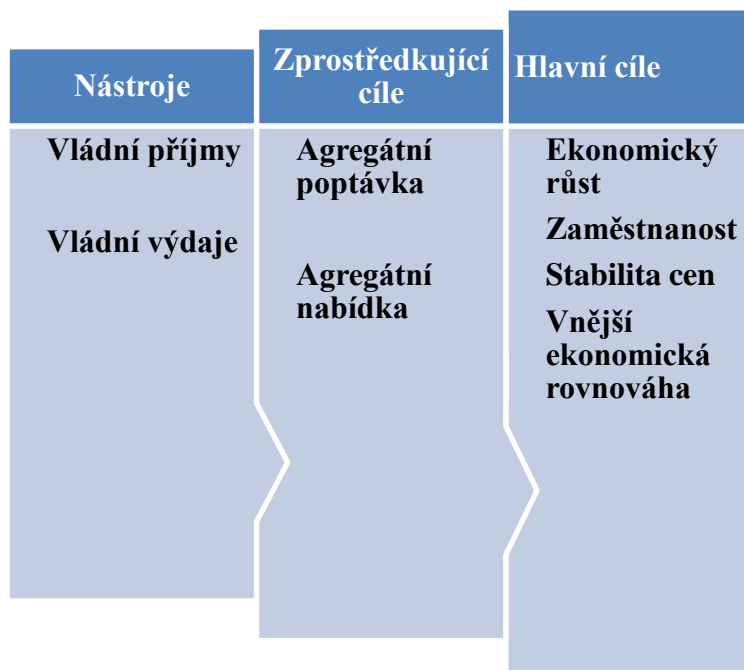 Nástroje
Vládní příjmy
Vládní výdaje
Zprostředkující
cíle
Agregátní
poptávka
Agregátní
nabídka
Hlavní cíle
Ekonomický
růst
Zaměstnanost
Stabilita cen
Vnější
ekonomická
rovnováha